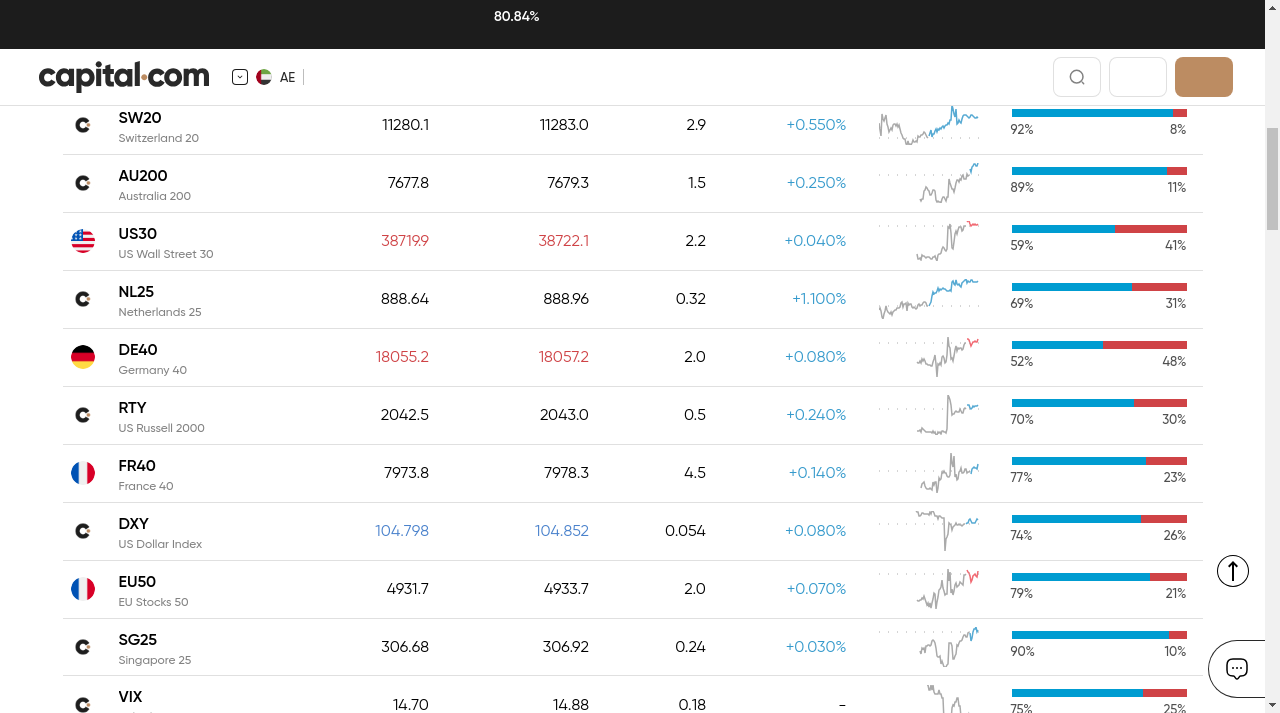 80.84%
capital.com AE
SW20 11280.1 11283.0 2.9 +0.550%
Switzerland 20 92% 8%
AU200 7677.8 7679.3 1.5 +0.250%
Australia 200 89% 11%
US30 38719.9 38722.1 2.2 +0.040%
US Wall Street 30 59% 41%
NL25 888.64 888.96 0.32 +1.100%
Netherlands 25 69% 31%
DE40 18055.2 18057.2 2.0 +0.080%
Germany 40 52% 48%
RTY 2042.5 2043.0 0.5 +0.240%
US Russell 2000 70% 30%
FR40 7973.8 7978.3 4.5 +0.140%
France 40 77% 23%
DXY 104.798 104.852 0.054 +0.080%
US Dollar Index 74% 26%
EU50 4931.7 4933.7 2.0 +0.070%
EU Stocks 50 79% 21%
SG25 306.68 306.92 0.24 +0.030%
Singapore 25 90% 10%
VIX 14.70 14.88 0.18 -
75% 25%